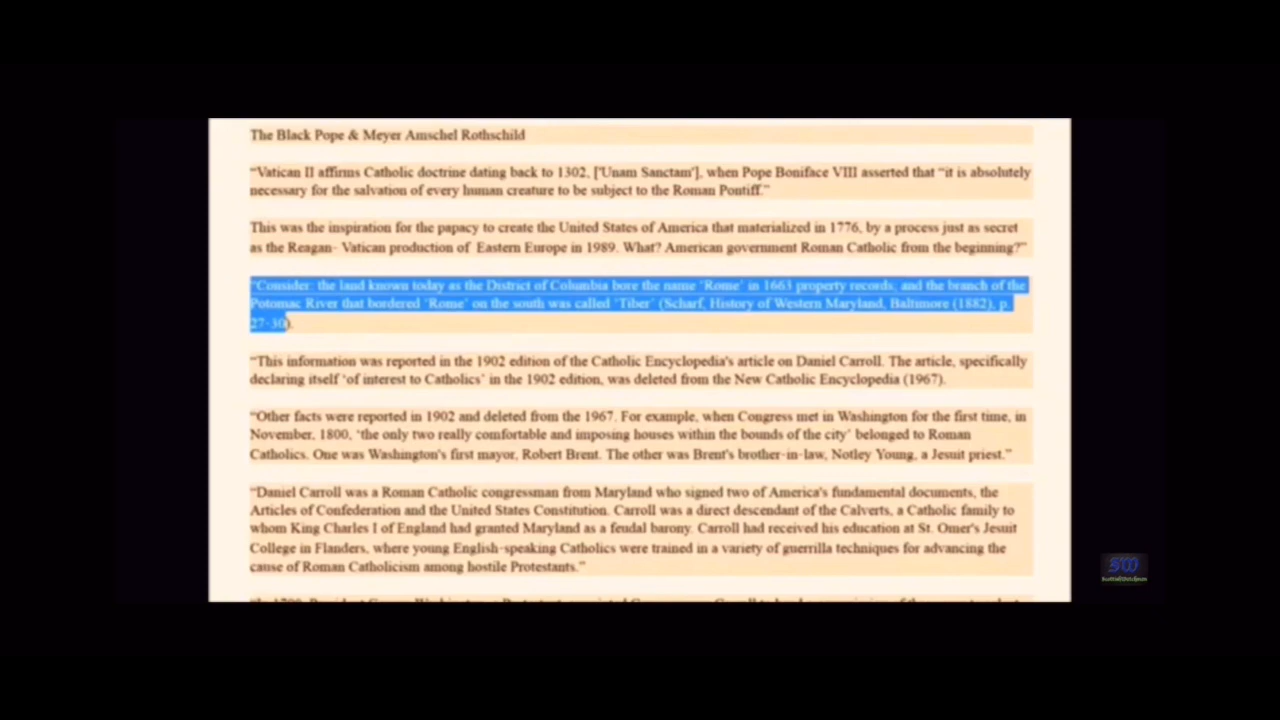 The Black Pope & Meyer Amschel Rothschild
“Vatican II affirms Catholic doctrine dating back to 1302, ['Unam Sanctam'], when Pope Boniface VIII asserted that “it is absolutely
necessary for the salvation of every human creature to be subject to the Roman Pontiff.”
This was the inspiration for the papacy to create the United States of America that materialized in 1776, by a process just as secret
as the Reagan- Vatican production of Eastern Europe in 1989. What? American government Roman Catholic from the beginning?”
“Consider: the land known today as the District of Columbia bore the name ‘Rome’ in 1663 property records; and the branch of the
Potomac River that bordered ‘Rome’ on the south was called ‘Tiber’ (Scharf, History of Western Maryland, Baltimore (1882), p.
27-30).
“This information was reported in the 1902 edition of the Catholic Encyclopedia's article on Daniel Carroll. The article, specifically
declaring itself ‘of interest to Catholics’ in the 1902 edition, was deleted from the New Catholic Encyclopedia (1967).
“Other facts were reported in 1902 and deleted from the 1967. For example, when Congress met in Washington for the first time, in
November, 1800, ‘the only two really comfortable and imposing houses within the bounds of the city’ belonged to Roman
Catholics. One was Washington's first mayor, Robert Brent. The other was Brent's brother-in-law, Notley Young, a Jesuit priest.”
“Daniel Carroll was a Roman Catholic congressman from Maryland who signed two of America's fundamental documents, the
Articles of Confederation and the United States Constitution. Carroll was a direct descendant of the Calverts, a Catholic family to
whom King Charles I of England had granted Maryland as a feudal barony. Carroll had received his education at St. Omer's Jesuit
College in Flanders, where young English-speaking Catholics were trained in a variety of guerrilla techniques for advancing the
cause of Roman Catholicism among hostile Protestants.”